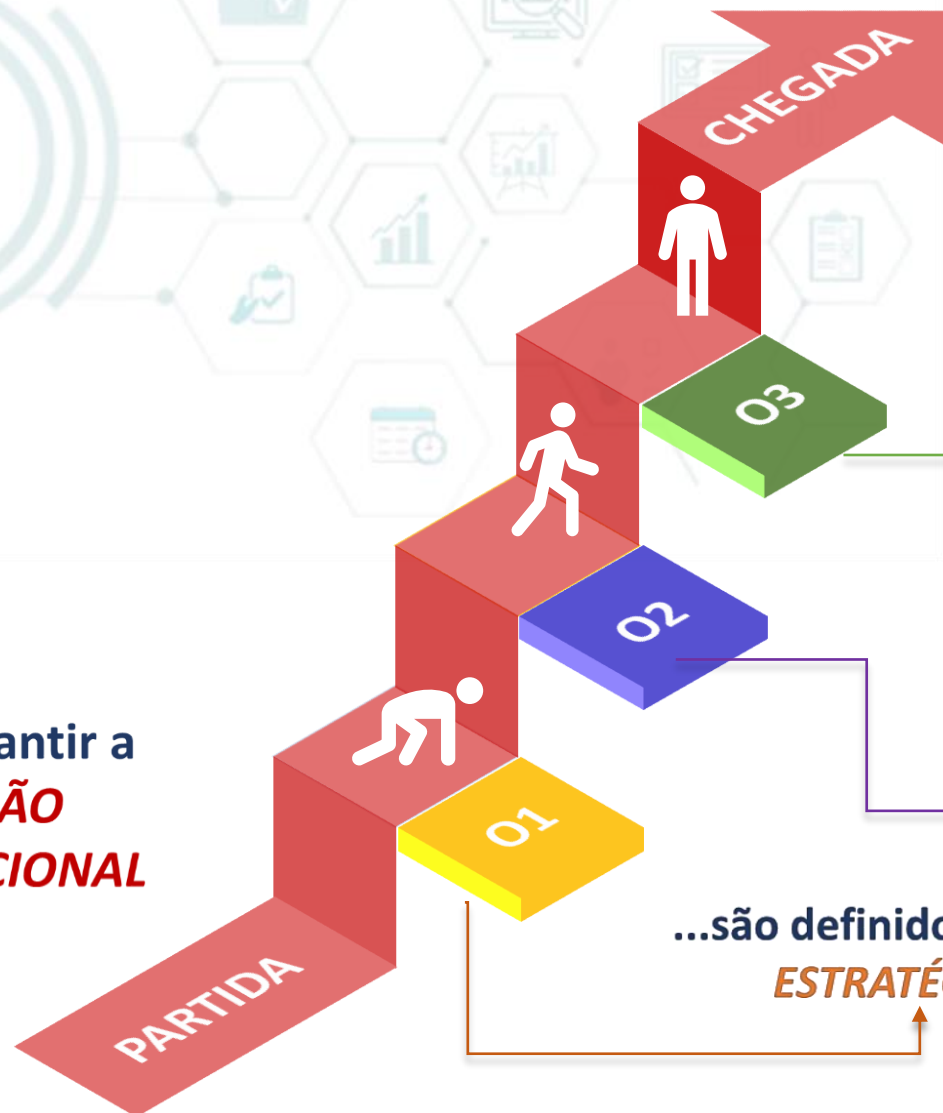 CHEGADA
03
02
antir a
ÃO
CIONAL
01
...são definido
ESTRATÉ
PARTIDA